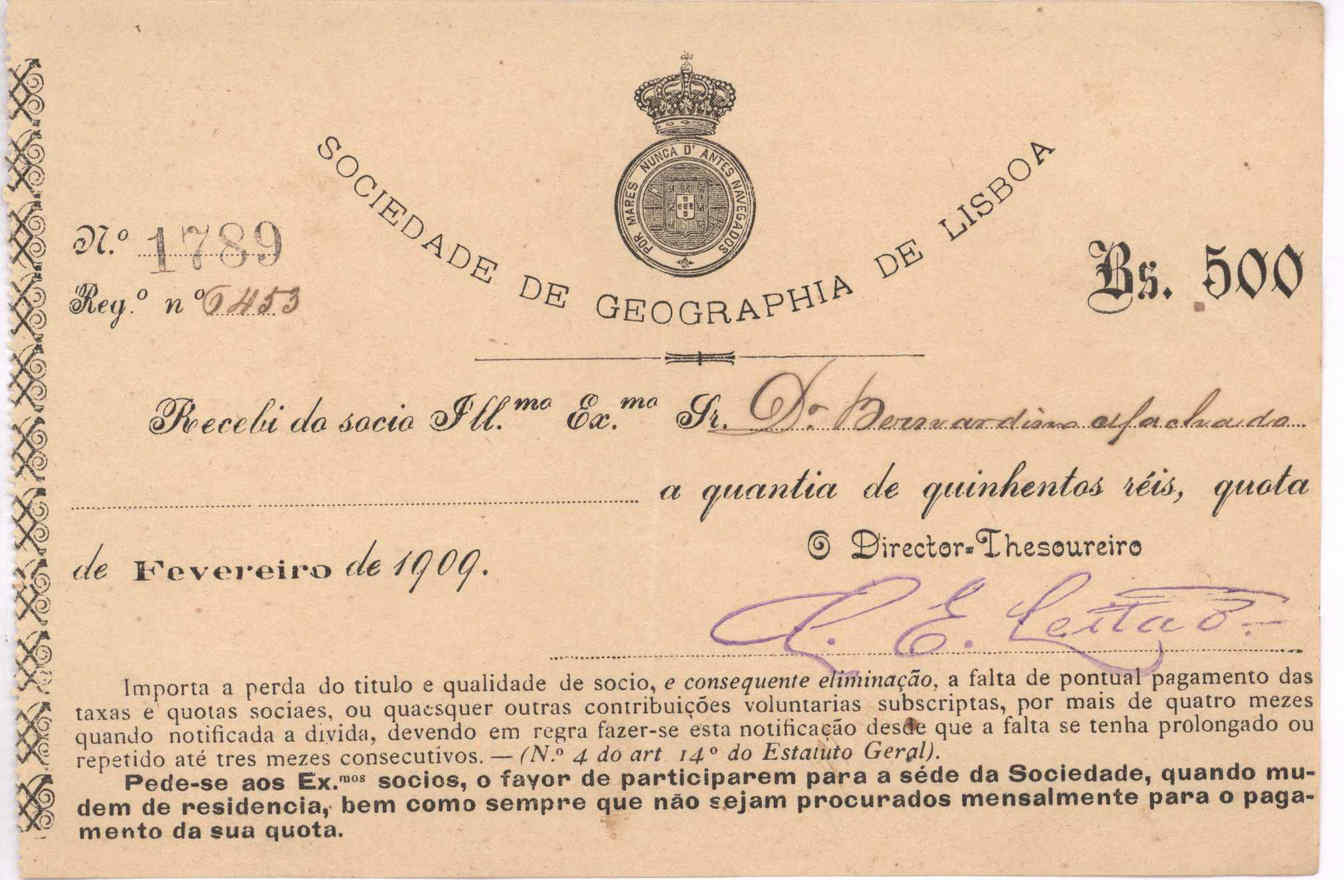 POR MARES NUNCA D' ANTES NAVEGADOS
SOCIEDADE DE GEOGRAPHIA DE LISBOA
N.º 1789
Reg.º nº 6453
Bs. 500
Recebi do socio Ill.mo Ex.mo Sr. Dr Bernardino Machado
a quantia de quinhentos réis, quota
de Fevereiro de 1909.
O Director-Thesoureiro
L. E. Leitão
Importa a perda do titulo e qualidade de socio, e consequente eliminação, a falta de pontual pagamento das
taxas e quotas sociaes, ou quaesquer outras contribuições voluntarias subscriptas, por mais de quatro mezes
quando notificada a divida, devendo em regra fazer-se esta notificação desde que a falta se tenha prolongado ou
repetido até tres mezes consecutivos. — (N.º 4 do art 14º do Estatuto Geral).
Pede-se aos Ex.mos socios, o favor de participarem para a séde da Sociedade, quando mu-
dem de residencia, bem como sempre que não sejam procurados mensalmente para o paga-
mento da sua quota.